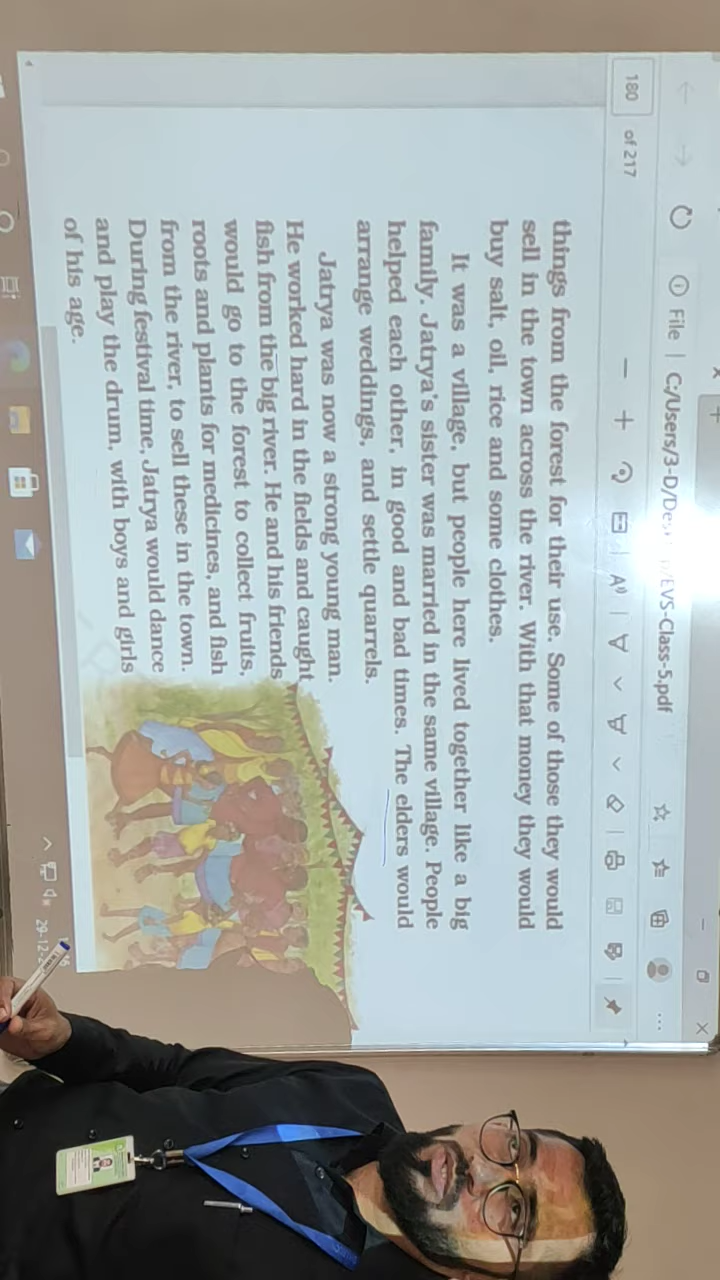 180 of 217
File | C:/Users/3-D/Des
EVS-Class-5.pdf
things from the forest for their use. Some of those they would
sell in the town across the river. With that money they would
buy salt, oil, rice and some clothes.
It was a village, but people here lived together like a big
family. Jatrya's sister was married in the same village. People
helped each other, in good and bad times. The elders would
arrange weddings, and settle quarrels.
Jatrya was now a strong young man.
He worked hard in the fields and caught
fish from the big river. He and his friends
would go to the forest to collect fruits,
roots and plants for medicines, and fish
from the river, to sell these in the town.
During festival time, Jatrya would dance
and play the drum, with boys and girls
of his age.